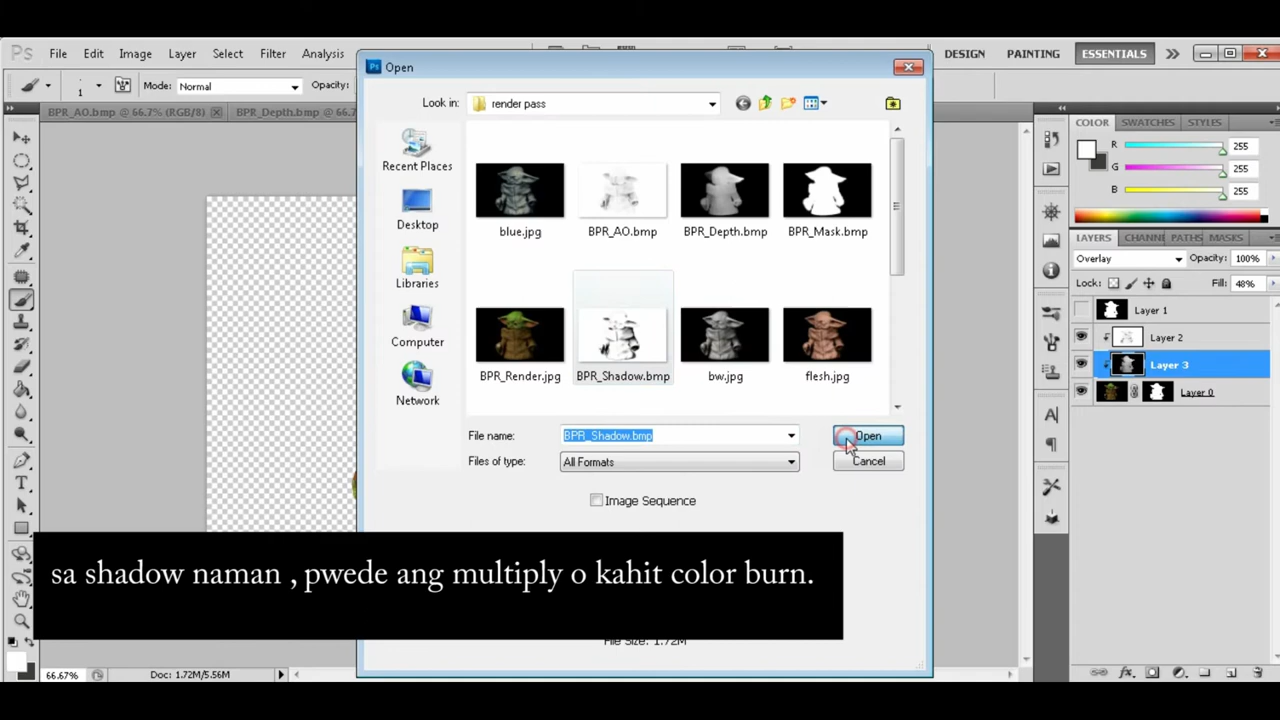 Ps File Edit Image Layer Select Filter Analysis
DESIGN PAINTING ESSENTIALS
1 Mode: Normal Opacity:
BPR_AO.bmp @ 66.7% (RGB/8) BPR_Depth.bmp @ 66.7
Open
Look in: render pass
Recent Places
Desktop
Libraries
Computer
Network
blue.jpg BPR_AO.bmp BPR_Depth.bmp BPR_Mask.bmp
BPR_Render.jpg BPR_Shadow.bmp bw.jpg flesh.jpg
File name: BPR_Shadow.bmp Open
Files of type: All Formats Cancel
Image Sequence
File Size: 1.72M
COLOR SWATCHES STYLES
R 255
G 255
B 255
LAYERS CHANN PATHS MASKS
Overlay Opacity: 100%
Lock: Fill: 48%
Layer 1
Layer 2
Layer 3
Layer 0
sa shadow naman , pwede ang multiply o kahit color burn.
66.67% Doc: 1.72M/5.56M